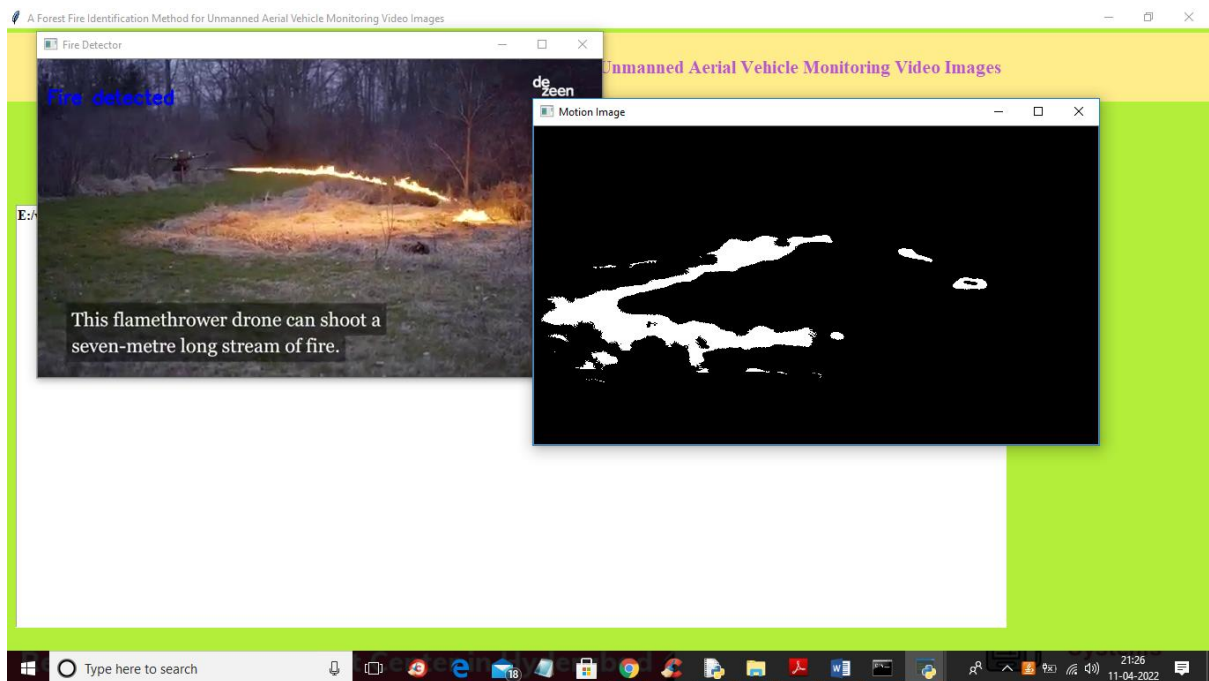 A Forest Fire Identification Method for Unmanned Aerial Vehicle Monitoring Video Images
Fire Detector
Unmanned Aerial Vehicle Monitoring Video Images
Fire detected
de
zeen
Motion Image
E:/
This flamethrower drone can shoot a
seven-metre long stream of fire.
Type here to search
18
21:26
11-04-2022